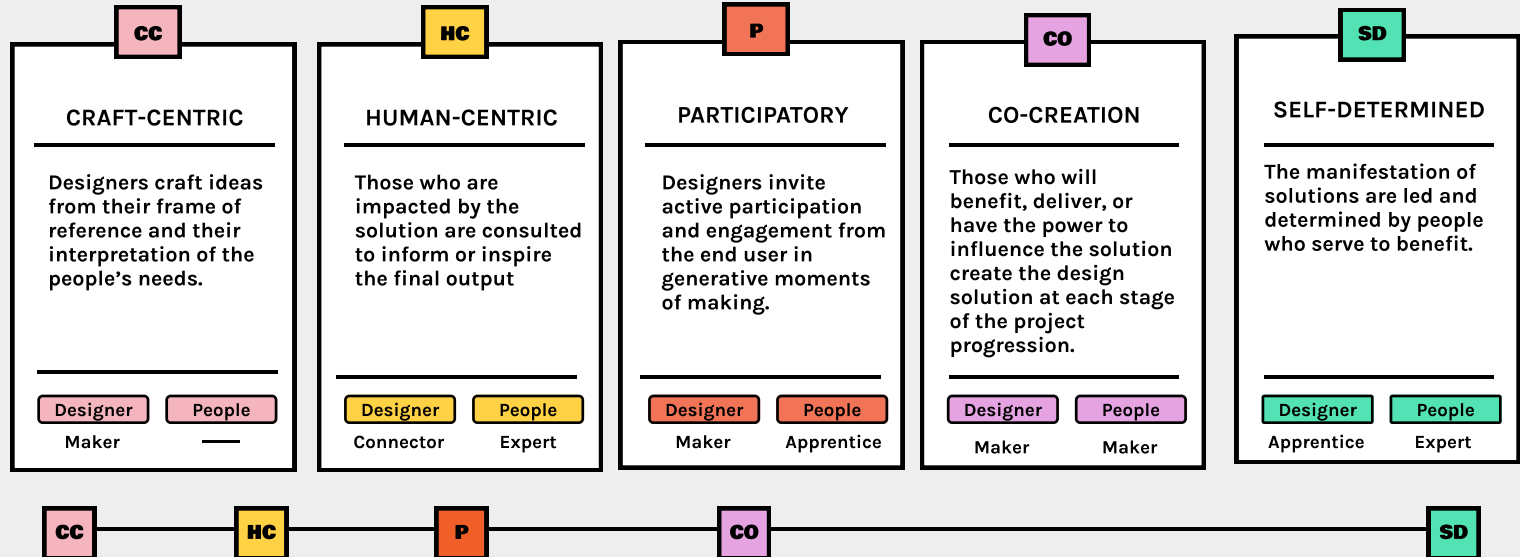 CC
CRAFT-CENTRIC
Designers craft ideas
from their frame of
reference and their
interpretation of the
people's needs.
Designer People
Maker —
HC
HUMAN-CENTRIC
Those who are
impacted by the
solution are consulted
to inform or inspire
the final output
Designer People
Connector Expert
P
PARTICIPATORY
Designers invite
active participation
and engagement from
the end user in
generative moments
of making.
Designer People
Maker Apprentice
CO
CO-CREATION
Those who will
benefit, deliver, or
have the power to
influence the solution
create the design
solution at each stage
of the project
progression.
Designer People
Maker Maker
SD
SELF-DETERMINED
The manifestation of
solutions are led and
determined by people
who serve to benefit.
Designer People
Apprentice Expert
CC HC P CO SD